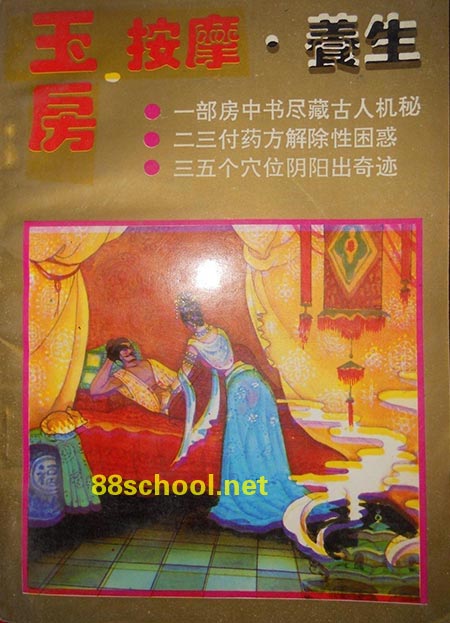 玉房 按摩·養生
一部房中书尽藏古人机秘
二三付药方解除性困惑
三五个穴位阴阳出奇迹
88school.net